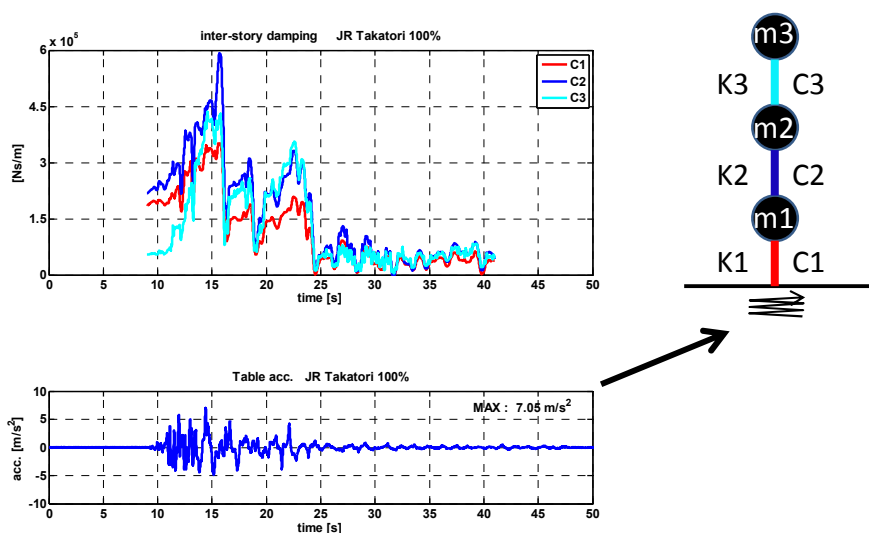 inter-story damping JR Takatori 100%
x 10⁵
6
4.5
3
1.5
0
[Ns/m]
C1
C2
C3
0 5 10 15 20 25 30 35 40 45 50
time [s]
Table acc. JR Takatori 100%
MAX : 7.05 m/s²
10
5
0
-5
-10
acc. [m/s²]
0 5 10 15 20 25 30 35 40 45 50
time [s]
m3
K3 C3
m2
K2 C2
m1
K1 C1